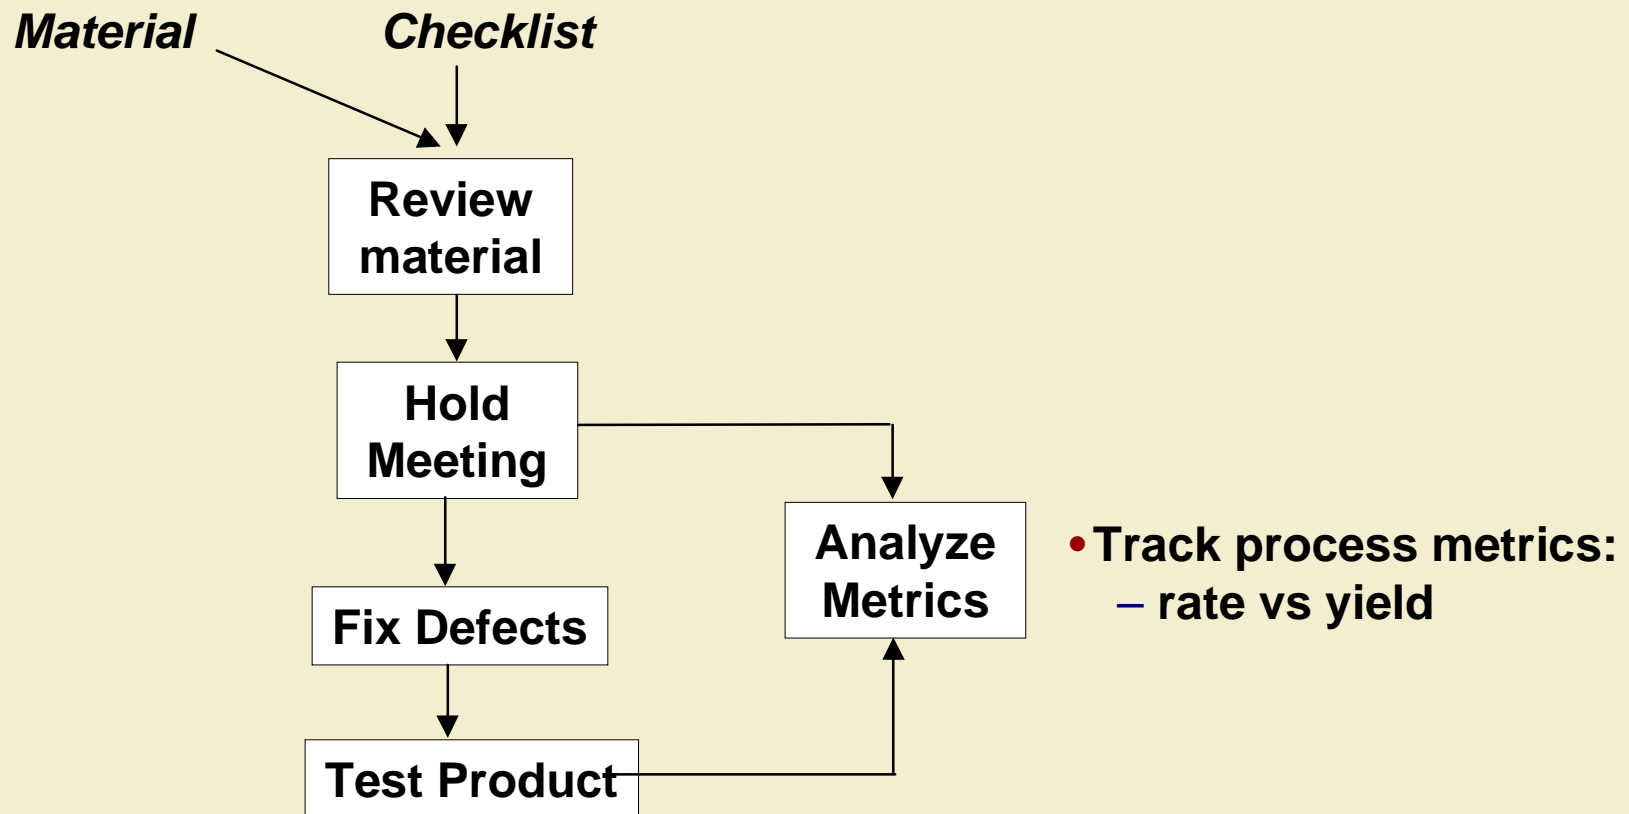 Material
Checklist
Review
material
Hold
Meeting
Analyze
Metrics
•Track process metrics:
– rate vs yield
Fix Defects
Test Product